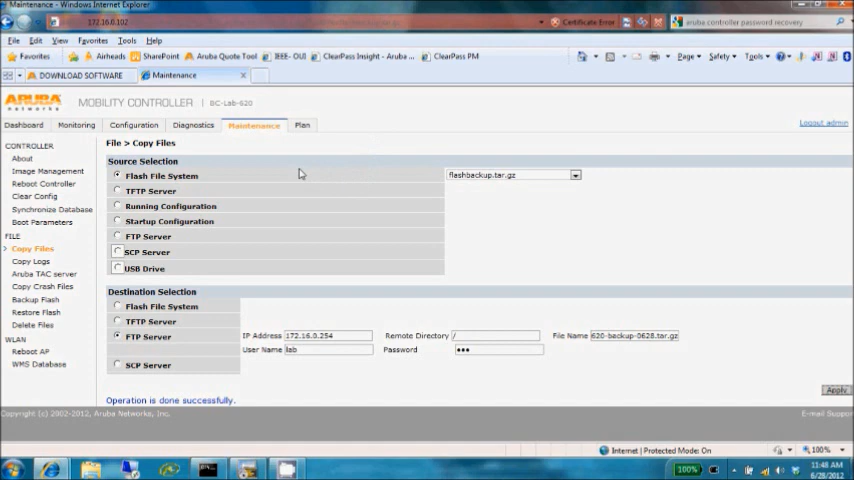 Maintenance - Windows Internet Explorer
172.16.0.102
Certificate Error
aruba controller password recovery
File Edit View Favorites Tools Help
Favorites Airheads SharePoint Aruba Quote Tool IEEE- OUI ClearPass Insight - Aruba ... ClearPass PM
Page Safety Tools
DOWNLOAD SOFTWARE Maintenance
ARUBA networks MOBILITY CONTROLLER | BC-Lab-620
Dashboard Monitoring Configuration Diagnostics Maintenance Plan Logout admin
CONTROLLER
About
Image Management
Reboot Controller
Clear Config
Synchronize Database
Boot Parameters
FILE
> Copy Files
Copy Logs
Aruba TAC server
Copy Crash Files
Backup Flash
Restore Flash
Delete Files
WLAN
Reboot AP
WMS Database
File > Copy Files
Source Selection
Flash File System flashbackup.tar.gz
TFTP Server
Running Configuration
Startup Configuration
FTP Server
SCP Server
USB Drive
Destination Selection
Flash File System
TFTP Server
FTP Server IP Address 172.16.0.254 Remote Directory / File Name 620-backup-0628.tar.gz
User Name lab Password •••
SCP Server
Apply
Operation is done successfully.
Copyright (c) 2002-2012, Aruba Networks, Inc. E-mail Suppor
Internet | Protected Mode: On 100%
100% 11:48 AM
6/28/2012